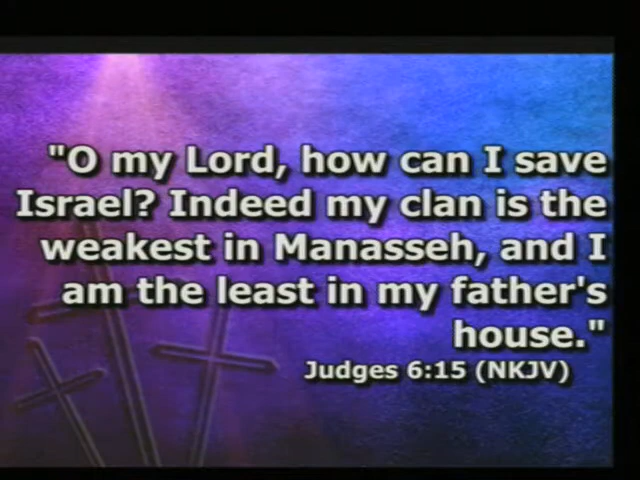 "O my Lord, how can I save
Israel? Indeed my clan is the
weakest in Manasseh, and I
am the least in my father's
house."
Judges 6:15 (NKJV)